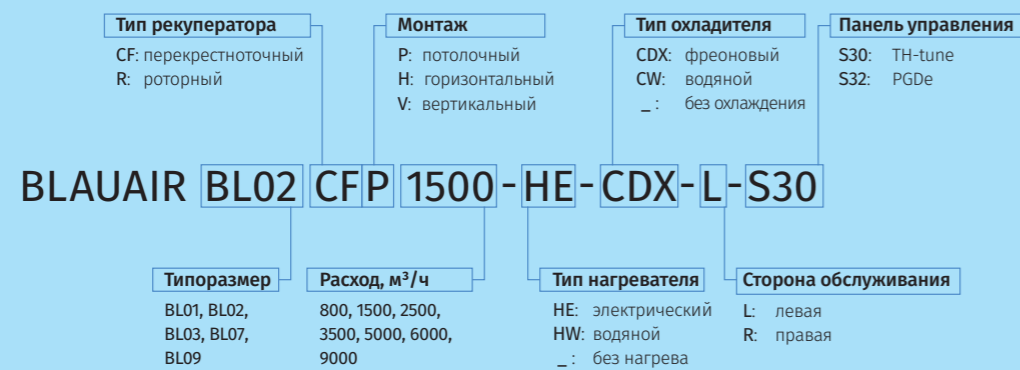 Тип рекуператора
CF: перекрестноточный
R: роторный
Монтаж
P: потолочный
H: горизонтальный
V: вертикальный
Тип охладителя
CDX: фреоновый
CW: водяной
_ : без охлаждения
Панель управления
S30: TH-tune
S32: PGDe
BLAUAIR BL02 CFP 1500-HE-CDX-L-S30
Типоразмер
BL01, BL02,
BL03, BL07,
BL09
Расход, м³/ч
800, 1500, 2500,
3500, 5000, 6000,
9000
Тип нагревателя
HE: электрический
HW: водяной
_ : без нагрева
Сторона обслуживания
L: левая
R: правая